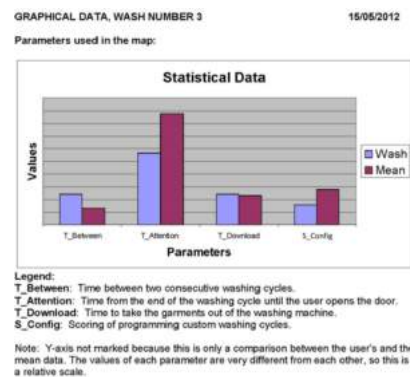 GRAPHICAL DATA, WASH NUMBER 3 15/05/2012
Parameters used in the map:
Statistical Data
Values
Wash
Mean
T_Between T_Attention T_Download S_Config
Parameters
Legend:
T_Between: Time between two consecutive washing cycles.
T_Attention: Time from the end of the washing cycle until the user opens the door.
T_Download: Time to take the garments out of the washing machine.
S_Config: Scoring of programming custom washing cycles.
Note: Y-axis not marked because this is only a comparison between the user's and the
mean data. The values of each parameter are very different from each other, so this is
a relative scale.